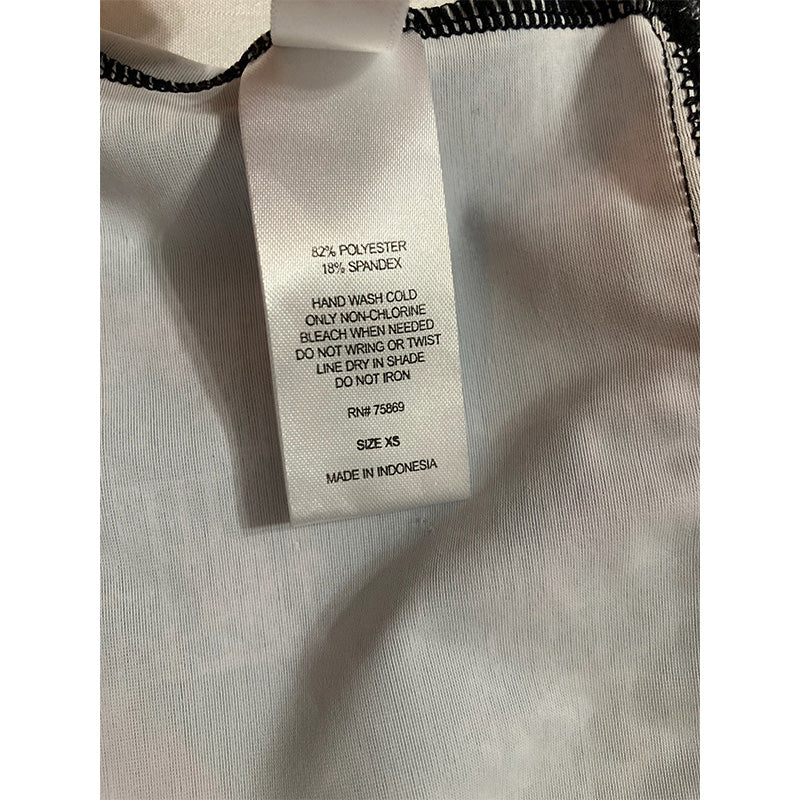 82% POLYESTER
18% SPANDEX
HAND WASH COLD
ONLY NON-CHLORINE
BLEACH WHEN NEEDED
DO NOT WRING OR TWIST
LINE DRY IN SHADE
DO NOT IRON
RN# 75869
SIZE XS
MADE IN INDONESIA